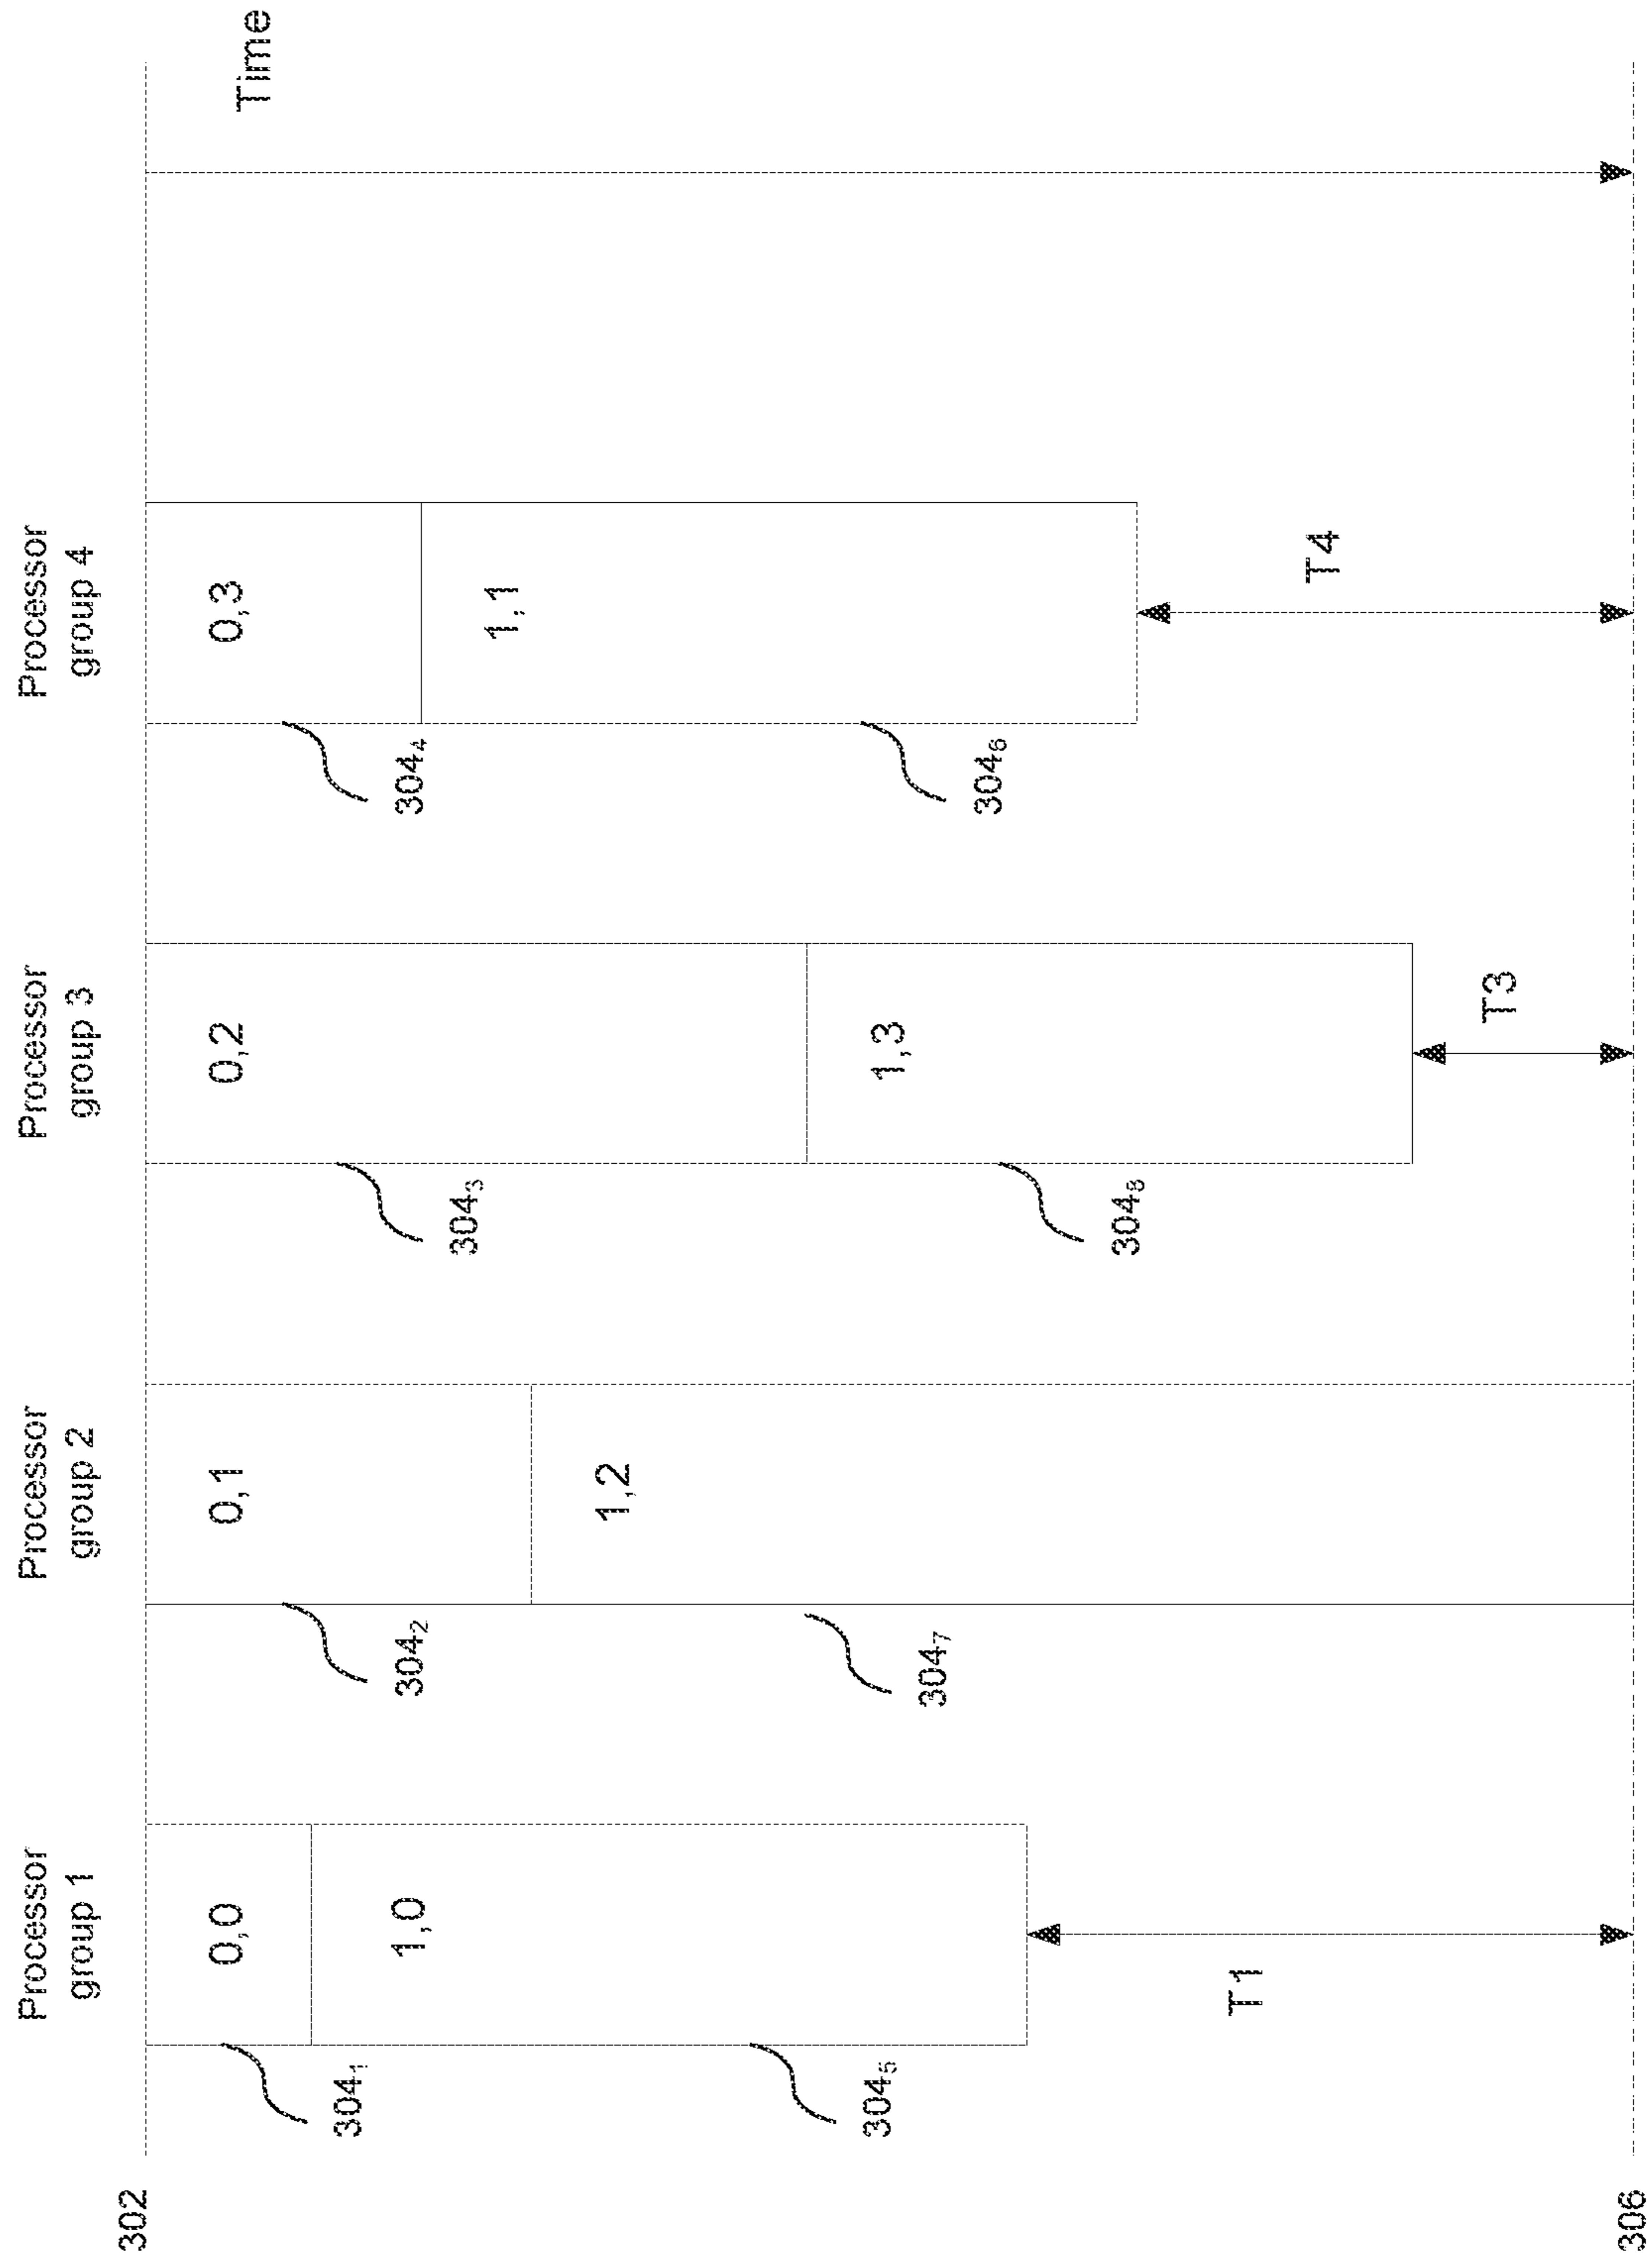 Processor
group 1
Processor
group 2
Processor
group 3
Processor
group 4
302
Time
0,0
0,1
0,2
0,3
304₁
304₂
304₃
304₄
1,0
1,2
1,3
1,1
304₅
304₇
304₈
304₆
T1
T3
T4
306